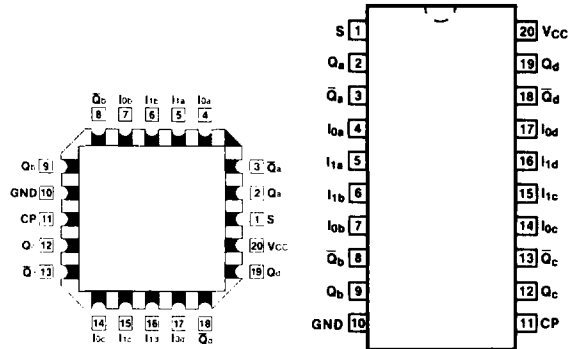 Q̄b I0b I1b I1a I0a
8 7 6 5 4
Qb 9
GND 10
CP 11
12
13
3 Q̄a
2 Qa
1 S
20 VCC
19 Qd
14 15 16 17 18
I0c I1c I1d I0d
S 1
Qa 2
Q̄a 3
I0a 4
I1a 5
I1b 6
I0b 7
Q̄b 8
Qb 9
GND 10
20 VCC
19 Qd
18 Q̄d
17 I0d
16 I1d
15 I1c
14 I0c
13 Q̄c
12 Qc
11 CP